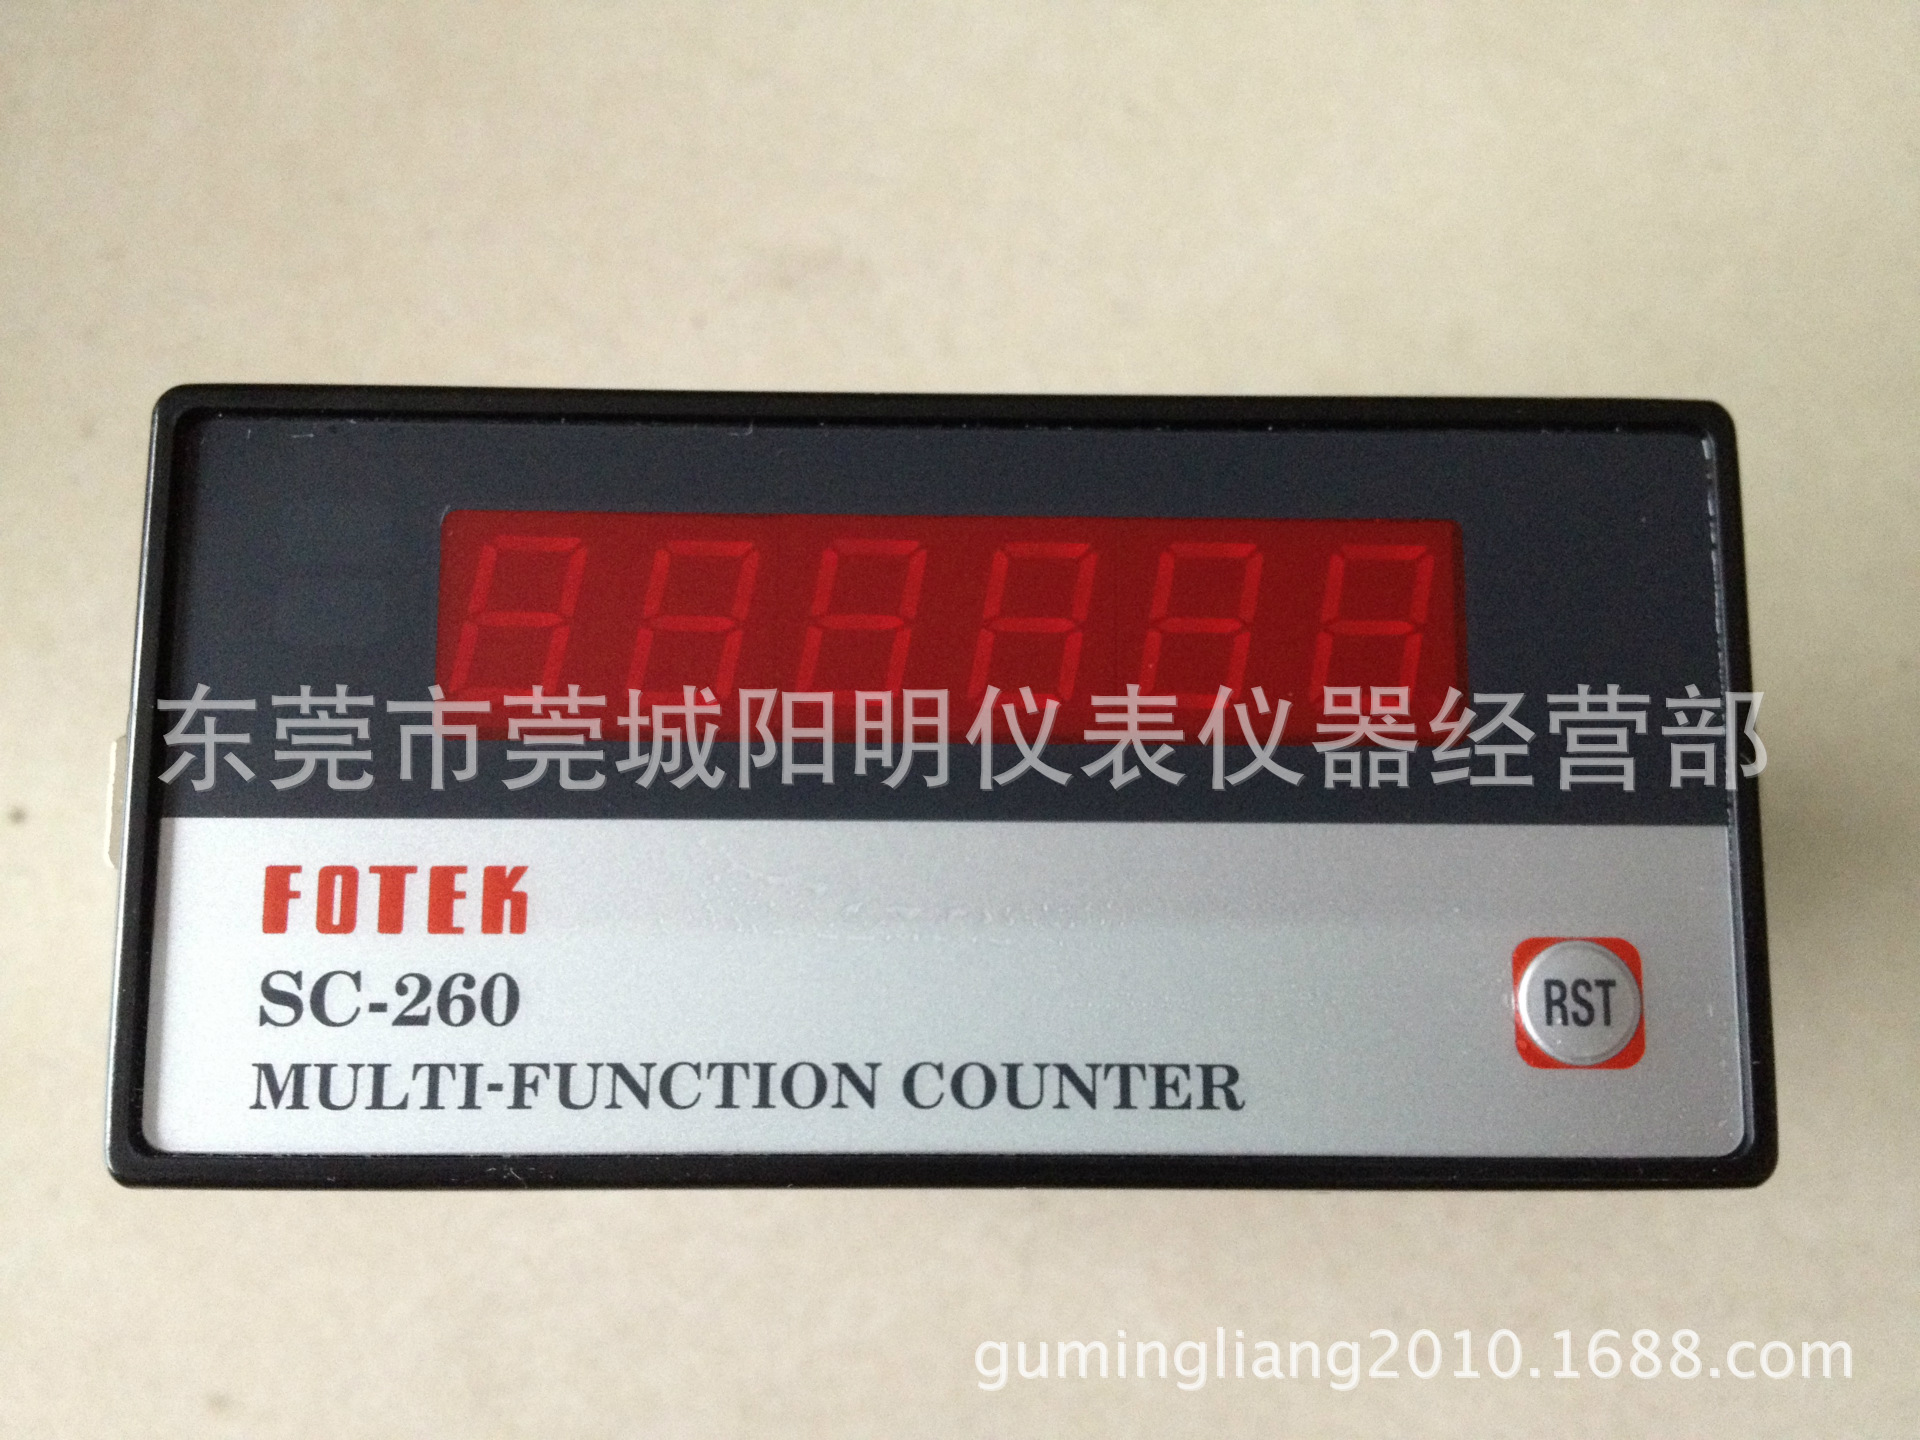 东莞市莞城阳明仪表仪器经营部
FOTEK
SC-260
RST
MULTI-FUNCTION COUNTER
gumingliang2010.1688.com